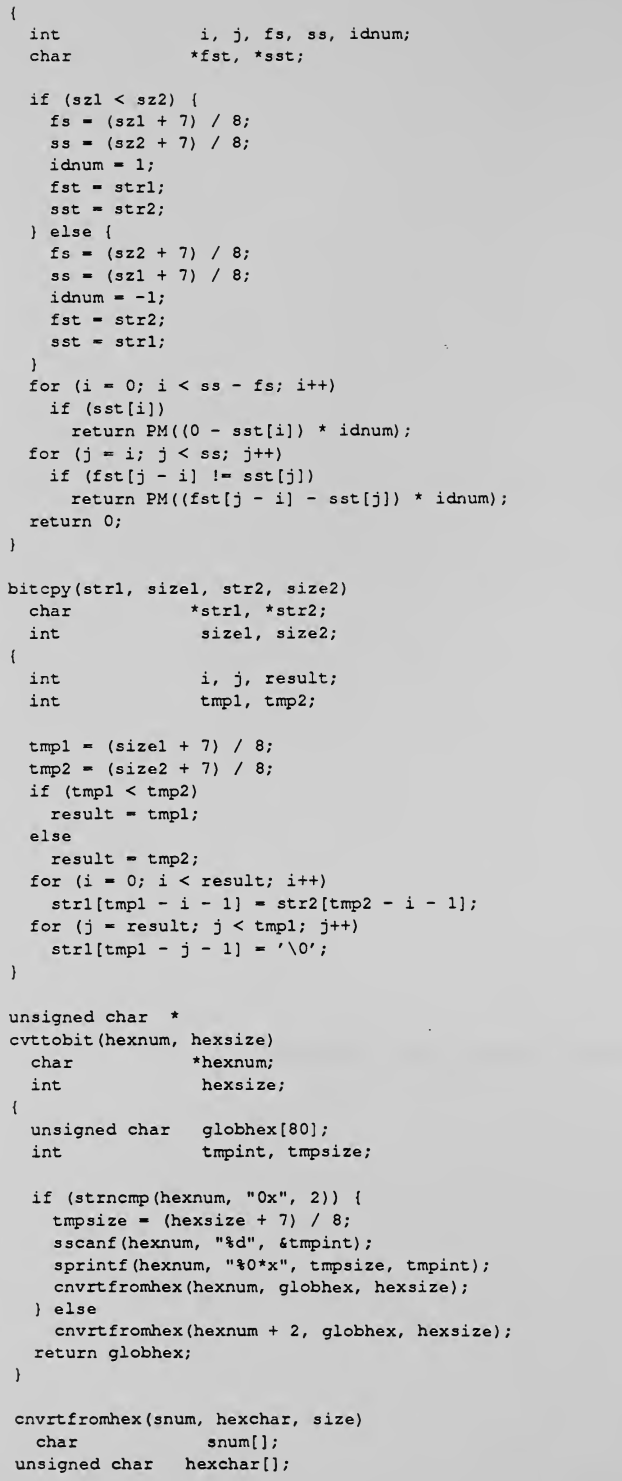 {
  int              i, j, fs, ss, idnum;
  char            *fst, *sst;

  if (sz1 < sz2) {
    fs = (sz1 + 7) / 8;
    ss = (sz2 + 7) / 8;
    idnum = 1;
    fst = str1;
    sst = str2;
  } else {
    fs = (sz2 + 7) / 8;
    ss = (sz1 + 7) / 8;
    idnum = -1;
    fst = str2;
    sst = str1;
  }
  for (i = 0; i < ss - fs; i++)
    if (sst[i])
      return PM((0 - sst[i]) * idnum);
  for (j = i; j < ss; j++)
    if (fst[j - i] != sst[j])
      return PM((fst[j - i] - sst[j]) * idnum);
  return 0;
}

bitcpy(str1, size1, str2, size2)
  char            *str1, *str2;
  int              size1, size2;
{
  int              i, j, result;
  int              tmp1, tmp2;

  tmp1 = (size1 + 7) / 8;
  tmp2 = (size2 + 7) / 8;
  if (tmp1 < tmp2)
    result = tmp1;
  else
    result = tmp2;
  for (i = 0; i < result; i++)
    str1[tmp1 - i - 1] = str2[tmp2 - i - 1];
  for (j = result; j < tmp1; j++)
    str1[tmp1 - j - 1] = '\0';
}

unsigned char  *
cvttobit(hexnum, hexsize)
  char            *hexnum;
  int              hexsize;
{
  unsigned char    globhex[80];
  int              tmpint, tmpsize;

  if (strncmp(hexnum, "0x", 2)) {
    tmpsize = (hexsize + 7) / 8;
    sscanf(hexnum, "%d", &tmpint);
    sprintf(hexnum, "%0*x", tmpsize, tmpint);
    cnvrtfromhex(hexnum, globhex, hexsize);
  } else
    cnvrtfromhex(hexnum + 2, globhex, hexsize);
  return globhex;
}

cnvrtfromhex(snum, hexchar, size)
  char             snum[];
unsigned char   hexchar[];